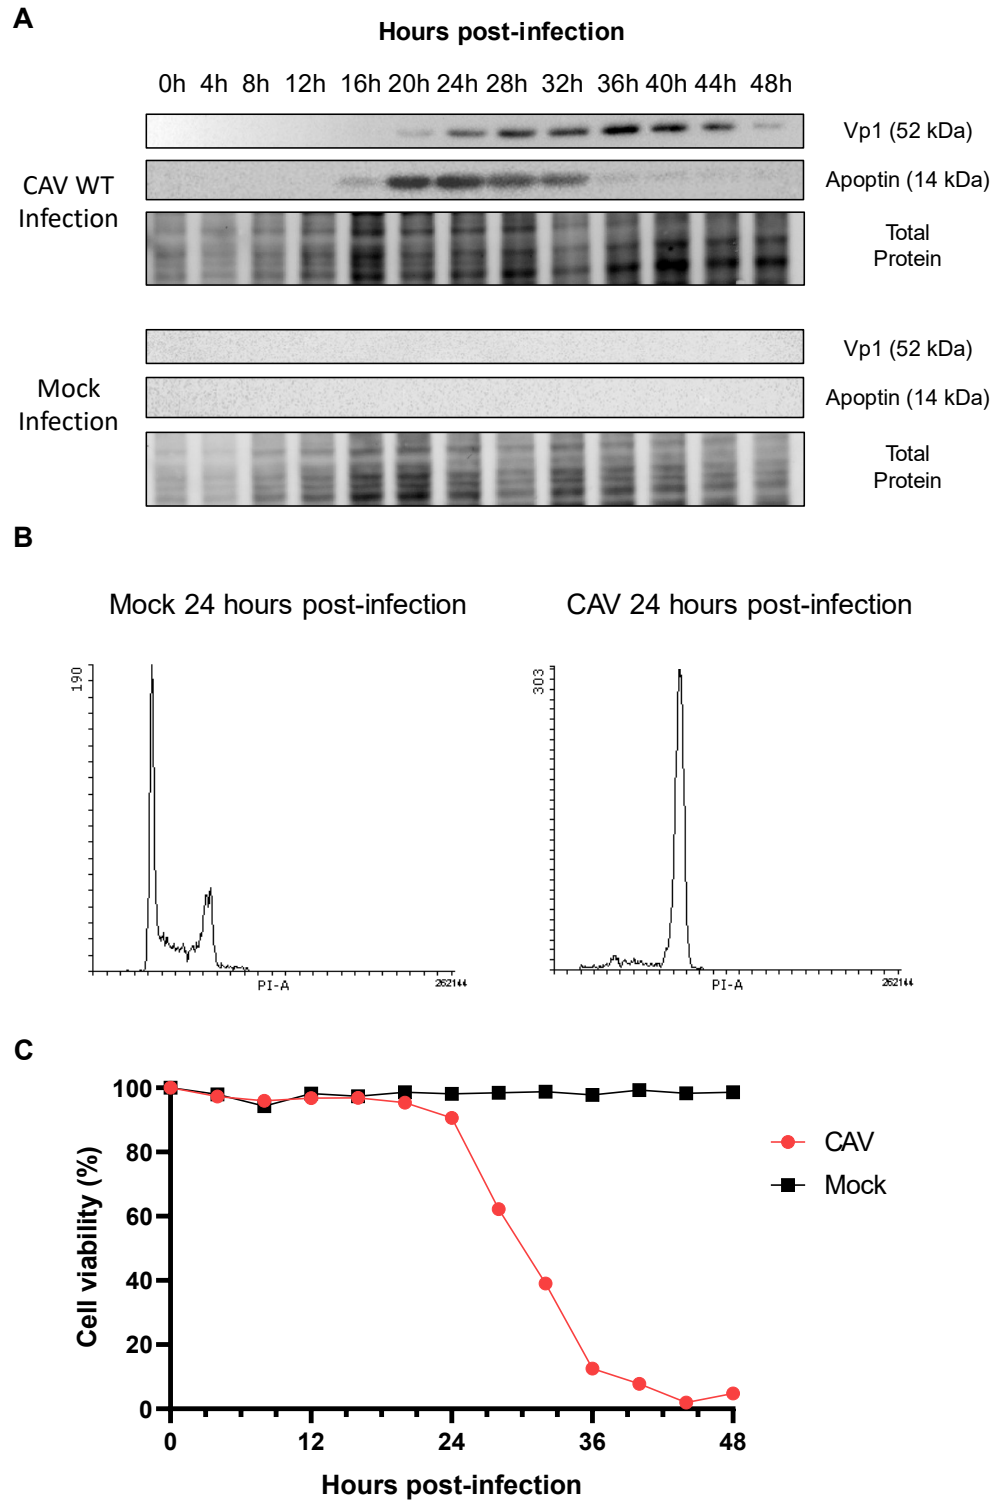 A
Hours post-infection
0h 4h 8h 12h 16h 20h 24h 28h 32h 36h 40h 44h 48h
Vp1 (52 kDa)
CAV WT
Infection
Apoptin (14 kDa)
Total
Protein
Vp1 (52 kDa)
Mock
Infection
Apoptin (14 kDa)
Total
Protein
B
Mock 24 hours post-infection
CAV 24 hours post-infection
190
303
PI-A
262144
PI-A
262144
C
100
80
60
40
20
0
Cell viability (%)
CAV
Mock
0 12 24 36 48
Hours post-infection